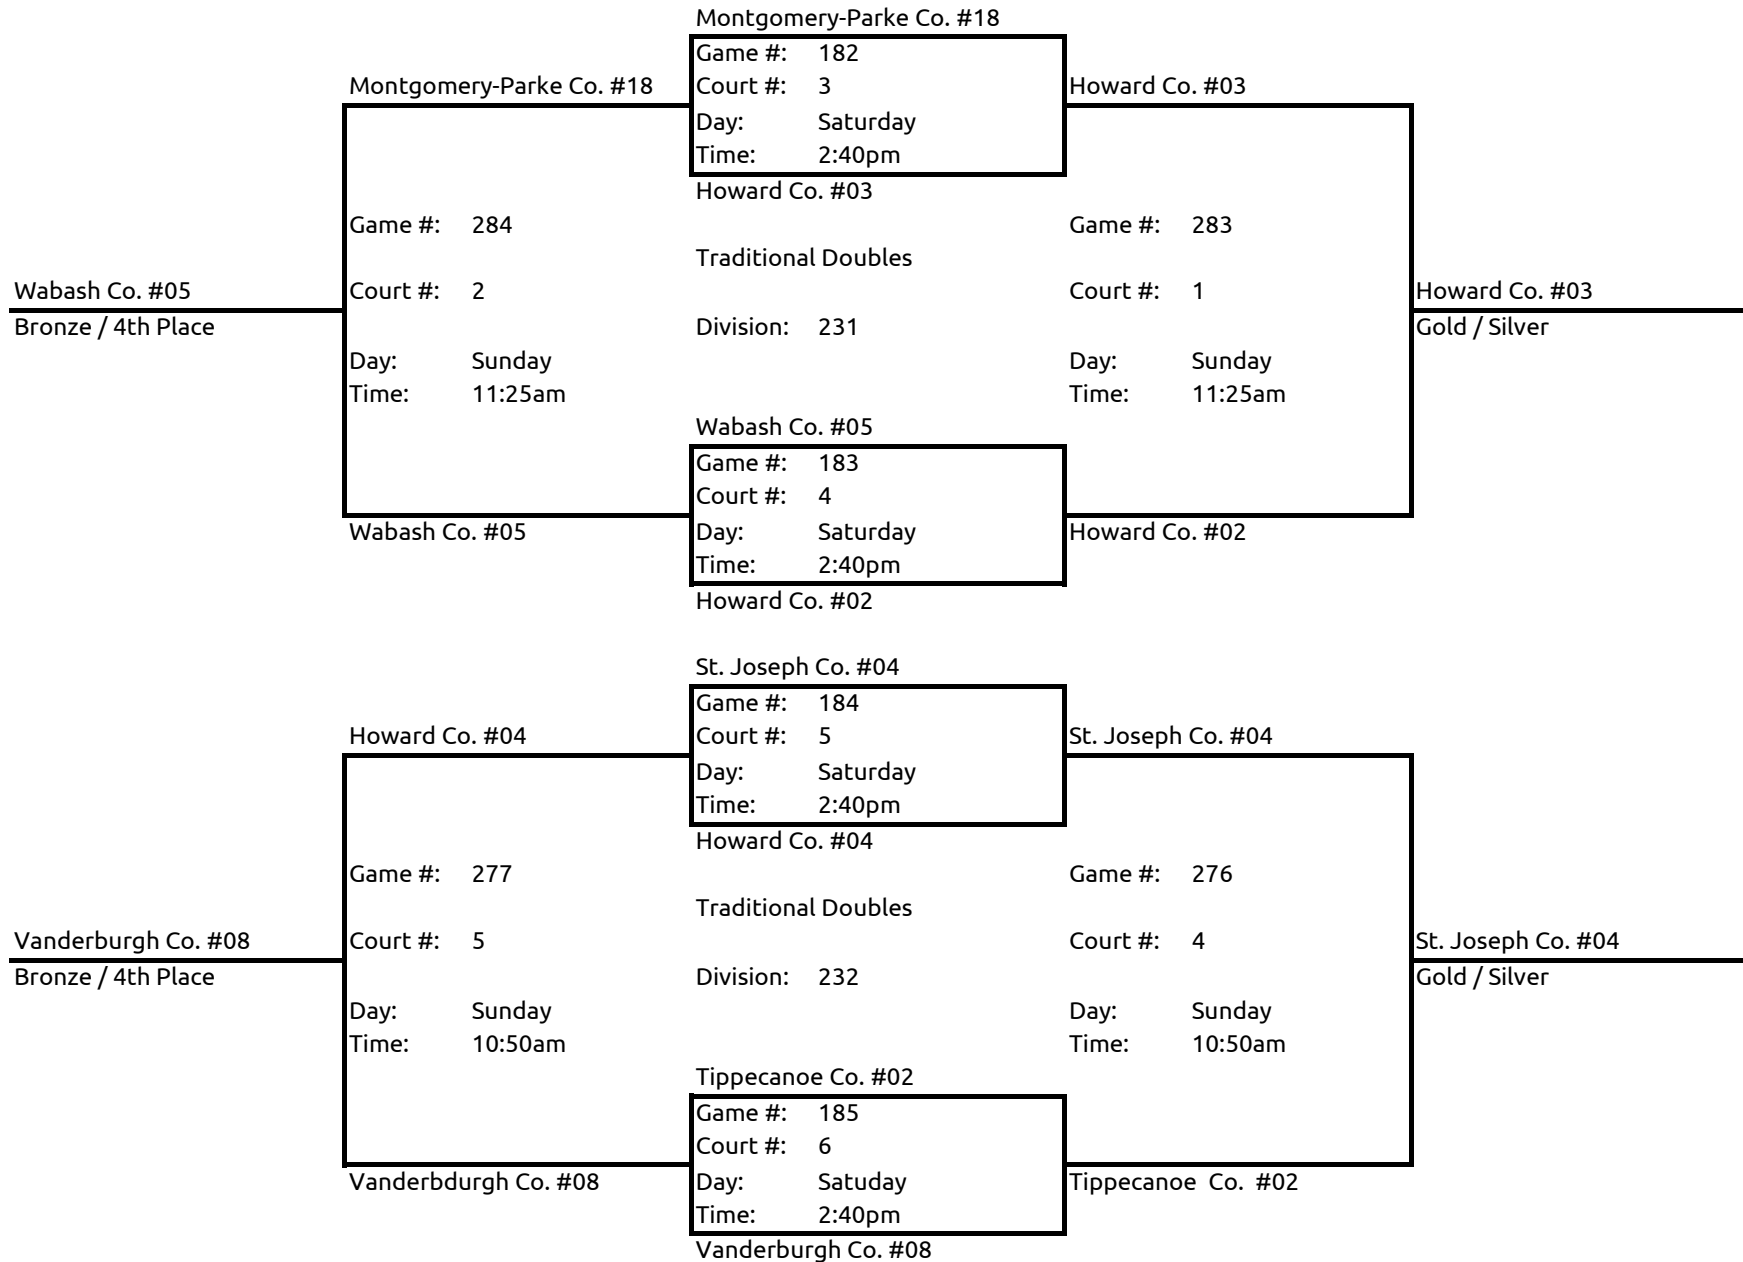 Montgomery-Parke Co. #18
Game #: 182
Montgomery-Parke Co. #18 Court #: 3 Howard Co. #03
Day: Saturday
Time: 2:40pm
Howard Co. #03
Game #: 284 Game #: 283
Traditional Doubles
Wabash Co. #05 Court #: 2 Court #: 1 Howard Co. #03
Bronze / 4th Place Division: 231 Gold / Silver
Day: Sunday Day: Sunday
Time: 11:25am Time: 11:25am
Wabash Co. #05
Game #: 183
Court #: 4
Wabash Co. #05 Day: Saturday Howard Co. #02
Time: 2:40pm
Howard Co. #02
St. Joseph Co. #04
Game #: 184
Howard Co. #04 Court #: 5 St. Joseph Co. #04
Day: Saturday
Time: 2:40pm
Howard Co. #04
Game #: 277 Game #: 276
Traditional Doubles
Vanderburgh Co. #08 Court #: 5 Court #: 4 St. Joseph Co. #04
Bronze / 4th Place Division: 232 Gold / Silver
Day: Sunday Day: Sunday
Time: 10:50am Time: 10:50am
Tippecanoe Co. #02
Game #: 185
Court #: 6
Vanderbdurgh Co. #08 Day: Satuday Tippecanoe Co. #02
Time: 2:40pm
Vanderburgh Co. #08